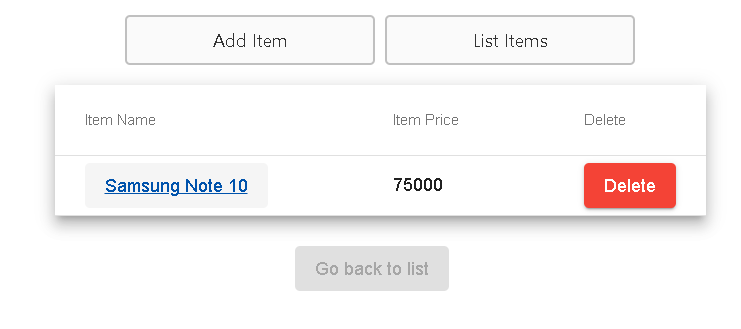 Add Item List Items
Item Name Item Price Delete
Samsung Note 10 75000 Delete
Go back to list